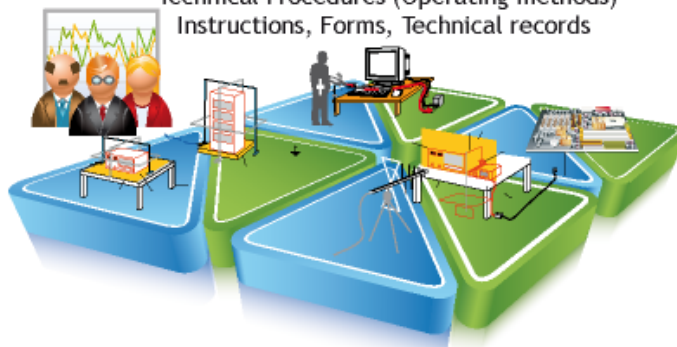 Technical Procedures (Operating methods)
Instructions, Forms, Technical records